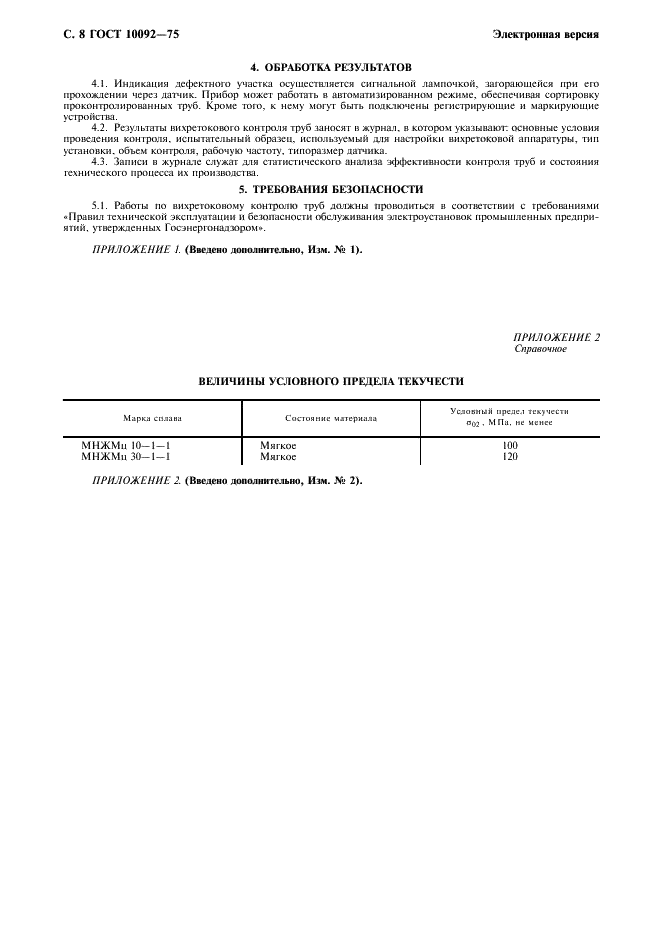 С. 8 ГОСТ 10092—75 Электронная версия
4. ОБРАБОТКА РЕЗУЛЬТАТОВ
4.1. Индикация дефектного участка осуществляется сигнальной лампочкой, загорающейся при его
прохождении через датчик. Прибор может работать в автоматизированном режиме, обеспечивая сортировку
проконтролированных труб. Кроме того, к нему могут быть подключены регистрирующие и маркирующие
устройства.
4.2. Результаты вихретокового контроля труб заносят в журнал, в котором указывают: основные условия
проведения контроля, испытательный образец, используемый для настройки вихретоковой аппаратуры, тип
установки, объем контроля, рабочую частоту, типоразмер датчика.
4.3. Записи в журнале служат для статистического анализа эффективности контроля труб и состояния
технического процесса их производства.
5. ТРЕБОВАНИЯ БЕЗОПАСНОСТИ
5.1. Работы по вихретоковому контролю труб должны проводиться в соответствии с требованиями
«Правил технической эксплуатации и безопасности обслуживания электроустановок промышленных предпри-
ятий, утвержденных Госэнергонадзором».
ПРИЛОЖЕНИЕ 1. (Введено дополнительно, Изм. № 1).
ПРИЛОЖЕНИЕ 2
Справочное
ВЕЛИЧИНЫ УСЛОВНОГО ПРЕДЕЛА ТЕКУЧЕСТИ
Марка сплава Состояние материала Условный предел текучести
σ02 , МПа, не менее
МНЖМц 10—1—1 Мягкое 100
МНЖМц 30—1—1 Мягкое 120
ПРИЛОЖЕНИЕ 2. (Введено дополнительно, Изм. № 2).